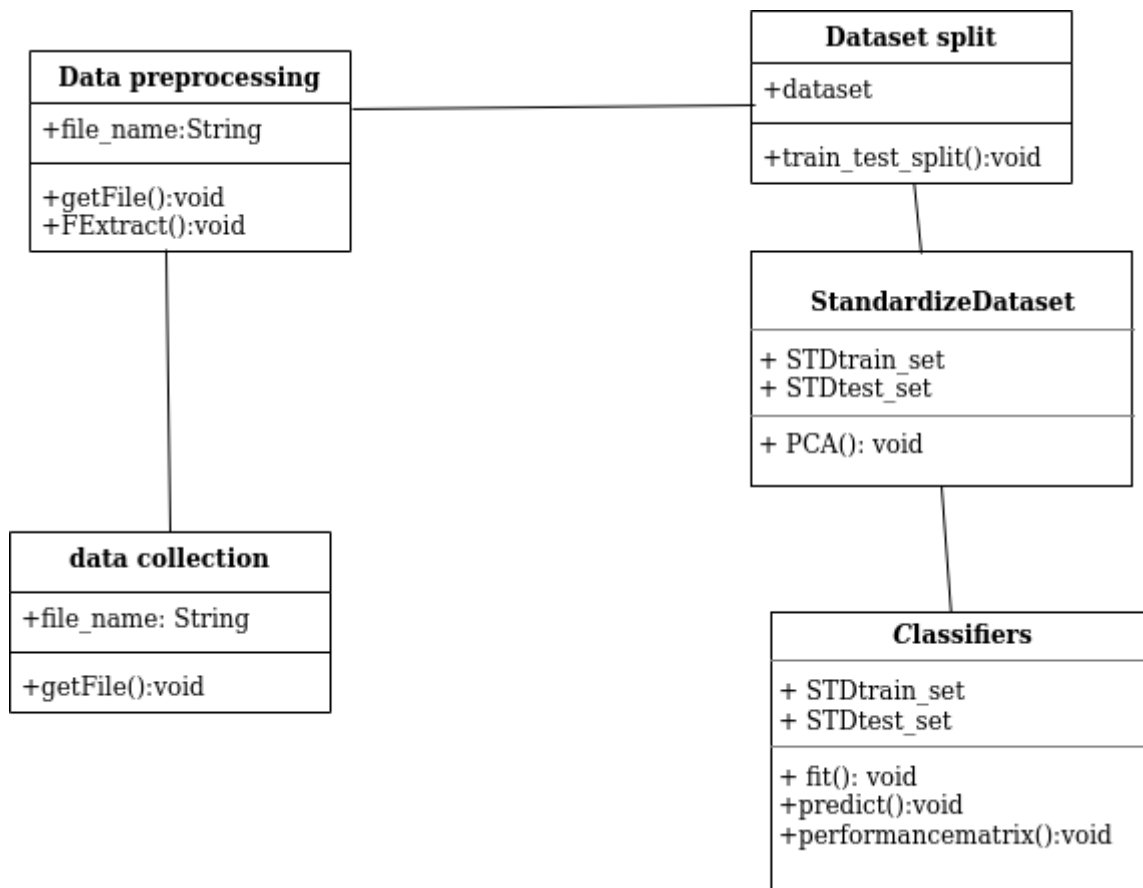 Data preprocessing
+file_name:String
+getFile():void
+FExtract():void
data collection
+file_name: String
+getFile():void
Dataset split
+dataset
+train_test_split():void
StandardizeDataset
+ STDtrain_set
+ STDtest_set
+ PCA(): void
Classifiers
+ STDtrain_set
+ STDtest_set
+ fit(): void
+predict():void
+performancematrix():void